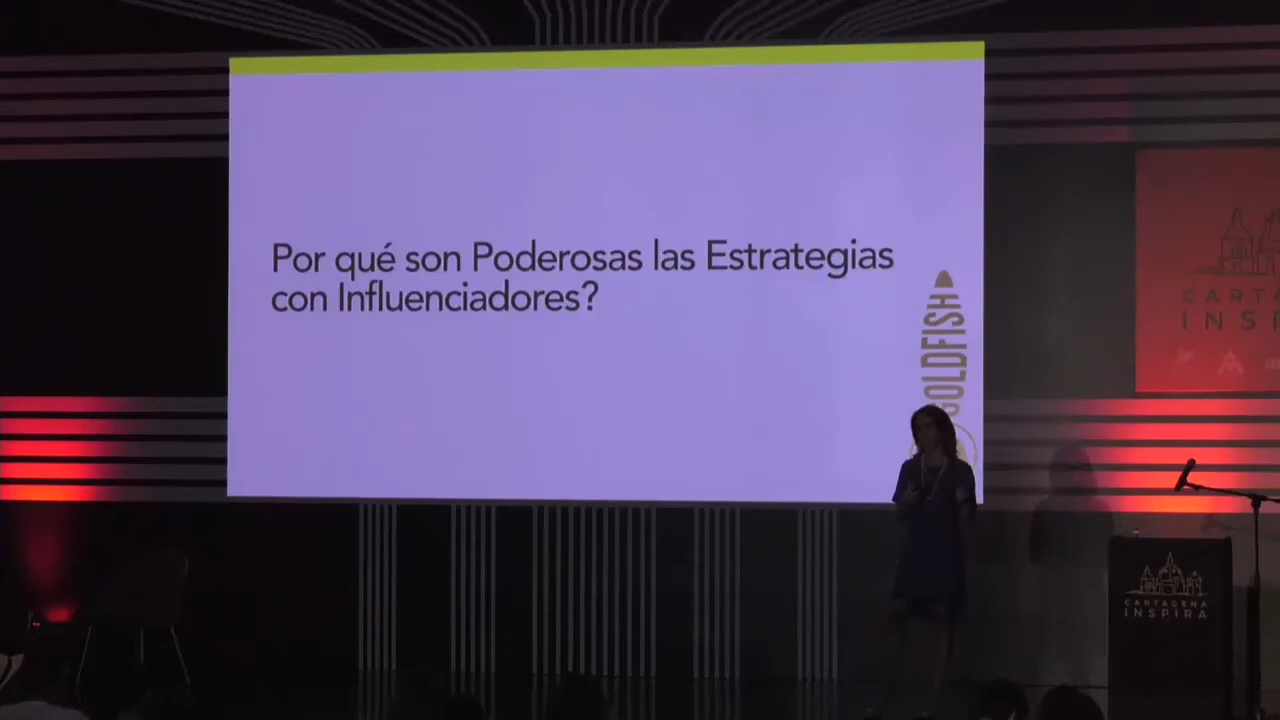 Por qué son Poderosas las Estrategias
con Influenciadores?
GOLDFISH
CARTAGENA
INSPIRA